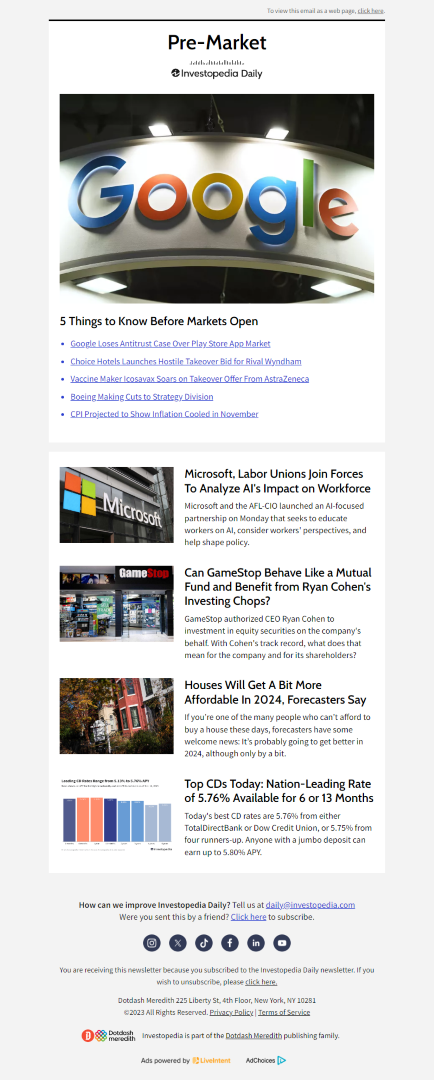 To view this email as a web page, click here.
Pre-Market
Investopedia Daily
Google
5 Things to Know Before Markets Open
Google Loses Antitrust Case Over Play Store App Market
Choice Hotels Launches Hostile Takeover Bid for Rival Wyndham
Vaccine Maker Icosavax Soars on Takeover Offer From AstraZeneca
Boeing Making Cuts to Strategy Division
CPI Projected to Show Inflation Cooled in November
Microsoft
Microsoft, Labor Unions Join Forces
To Analyze AI's Impact on Workforce
Microsoft and the AFL-CIO launched an AI-focused
partnership on Monday that seeks to educate
workers on AI, consider workers' perspectives, and
help shape policy.
GameStop
Can GameStop Behave Like a Mutual
Fund and Benefit from Ryan Cohen's
Investing Chops?
GameStop authorized CEO Ryan Cohen to
investment in equity securities on the company's
behalf. With Cohen's track record, what does that
mean for the company and for its shareholders?
Houses Will Get A Bit More
Affordable In 2024, Forecasters Say
If you're one of the many people who can't afford to
buy a house these days, forecasters have some
welcome news: It's probably going to get better in
2024, although only by a bit.
Top CDs Today: Nation-Leading Rate
of 5.76% Available for 6 or 13 Months
Today's best CD rates are 5.76% from either
TotalDirectBank or Dow Credit Union, or 5.75% from
four runners-up. Anyone with a jumbo deposit can
earn up to 5.80% APY.
How can we improve Investopedia Daily? Tell us at daily@investopedia.com
Were you sent this by a friend? Click here to subscribe.
You are receiving this newsletter because you subscribed to the Investopedia Daily newsletter. If you
wish to unsubscribe, please click here.
Dotdash Meredith 225 Liberty St, 4th Floor, New York, NY 10281
©2023 All Rights Reserved. Privacy Policy | Terms of Service
Dotdash
meredith
Investopedia is part of the Dotdash Meredith publishing family.
Ads powered by LiveIntent AdChoices